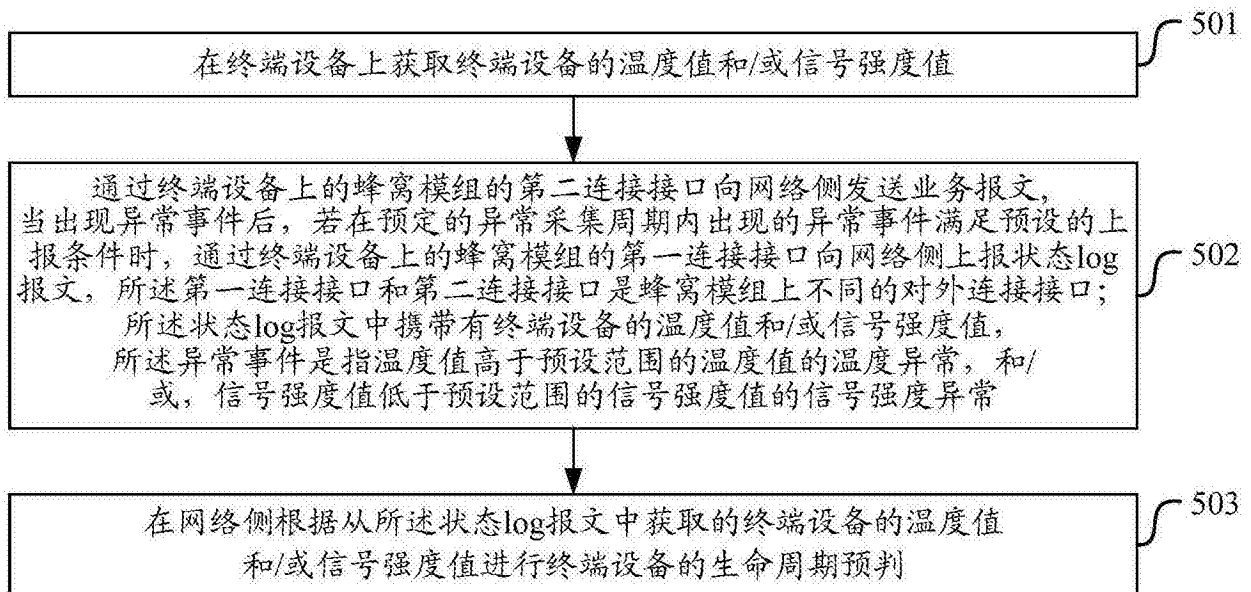 501
在终端设备上获取终端设备的温度值和/或信号强度值
通过终端设备上的蜂窝模组的第二连接接口向网络侧发送业务报文,
当出现异常事件后，若在预定的异常采集周期内出现的异常事件满足预设的上
报条件时，通过终端设备上的蜂窝模组的第一连接接口向网络侧上报状态log
报文，所述第一连接接口和第二连接接口是蜂窝模组上不同的对外连接接口;
所述状态log报文中携带有终端设备的温度值和/或信号强度值,
所述异常事件是指温度值高于预设范围的温度值的温度异常，和/
或，信号强度值低于预设范围的信号强度值的信号强度异常
502
在网络侧根据从所述状态log报文中获取的终端设备的温度值
和/或信号强度值进行终端设备的生命周期预判
503